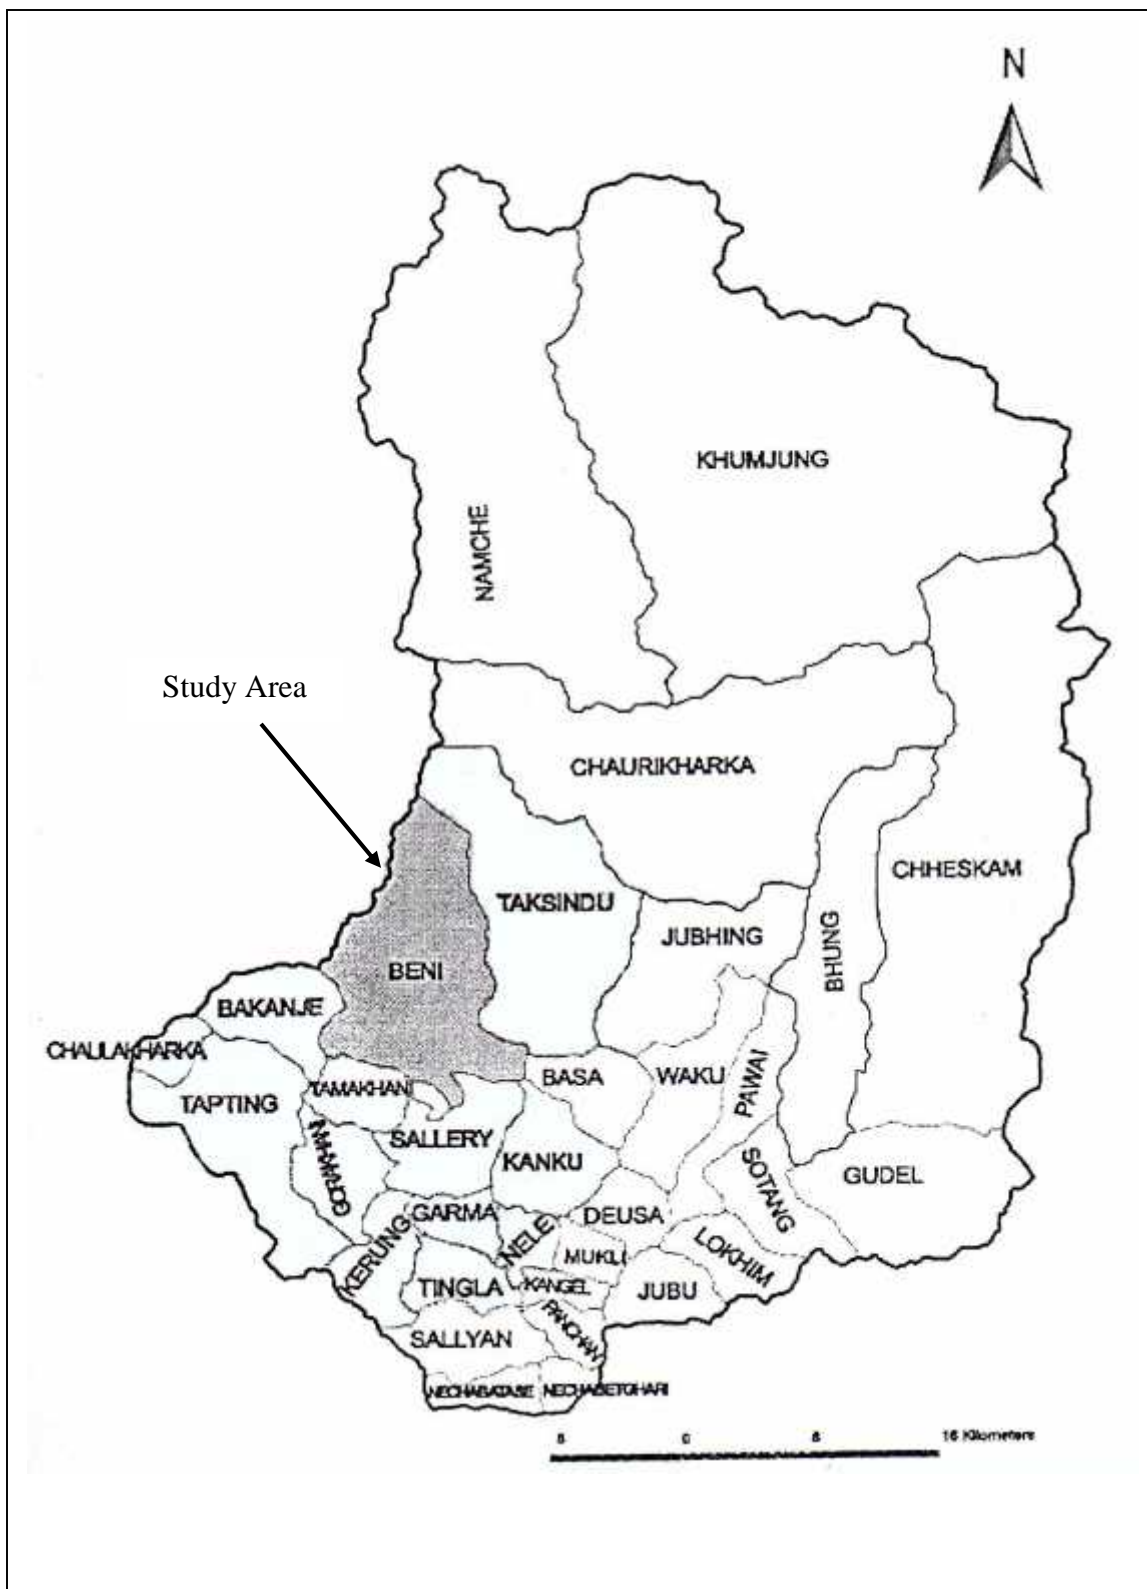 N
KHUMJUNG
NAMCHE
Study Area
CHAURIKHARKA
CHHESKAM
TAKSINDU
JUBHING
BHUNG
BENI
BAKANJE
CHAULAKHARKA
TAMAKHANI
BASA
WAKU
PAWAI
TAPTING
SALLERY
KANKU
SOTANG
GUDEL
GARMA
NELE
DEUSA
LOKHIM
KERUNG
MUKLI
TINGLA
KANGEL
JUBU
SALLYAN
PANCHAN
NECHABATASE
NECHABETGHARI
8 0 8 16 Kilometers